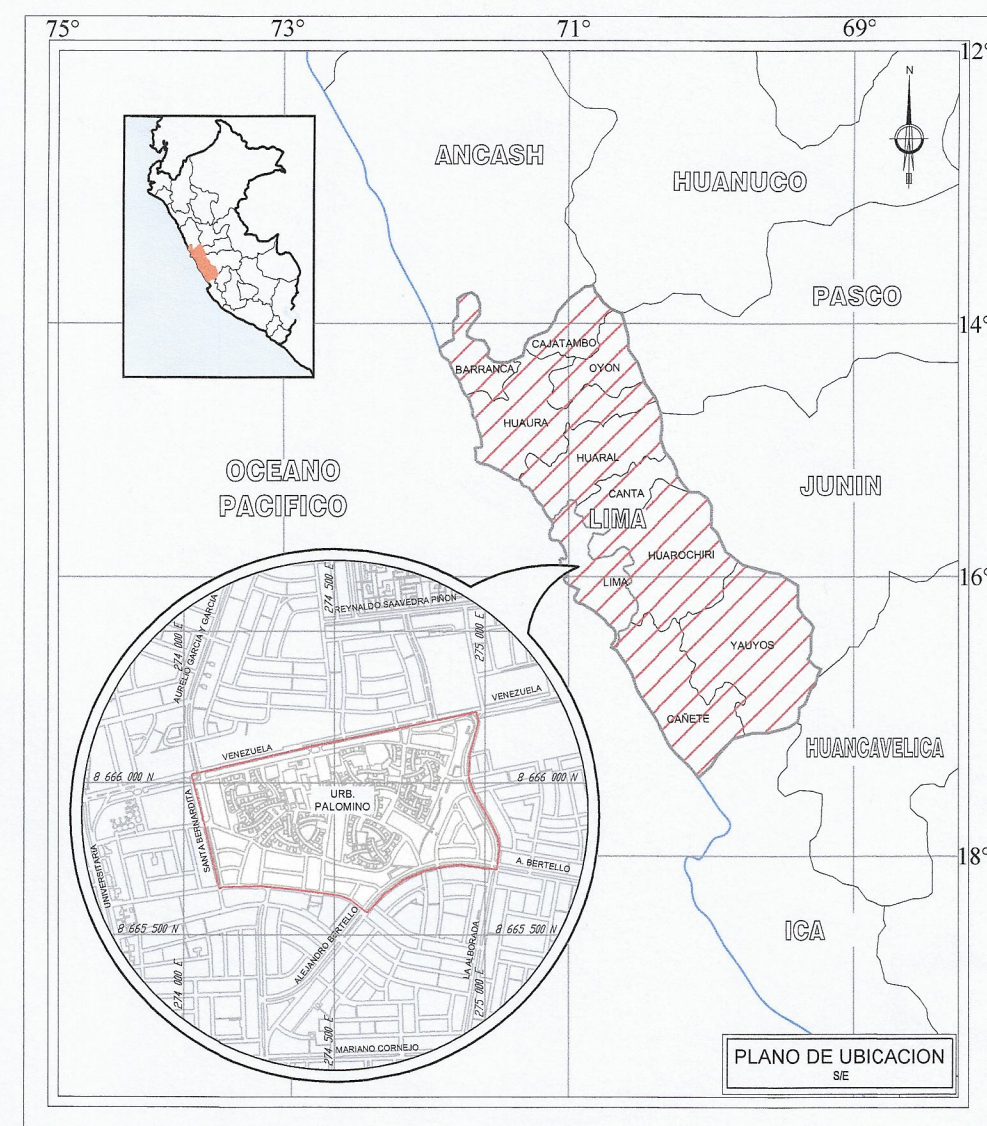 75°
73°
71°
69°
12°
N
ANCASH
HUANUCO
PASCO
14°
CAJATAMBO
BARRANCA
OYON
HUAURA
HUARAL
OCEANO
PACIFICO
JUNIN
CANTA
LIMA
HUAROCHIRI
LIMA
16°
YAUYOS
CAÑETE
HUANCAVELICA
18°
ICA
274 500 E
REYNALDO SAAVEDRA PIÑON
274 000 E
AURELIO GARCIA Y GARCIA
275 000 E
VENEZUELA
VENEZUELA
8 666 000 N
8 666 000 N
URB.
PALOMINO
SANTA BERNARDITA
UNIVERSITARIA
A. BERTELLO
8 665 500 N
8 665 500 N
ALEJANDRO BERTELLO
LA ALBORADA
274 000 E
275 000 E
274 500 E
MARIANO CORNEJO
PLANO DE UBICACION
S/E